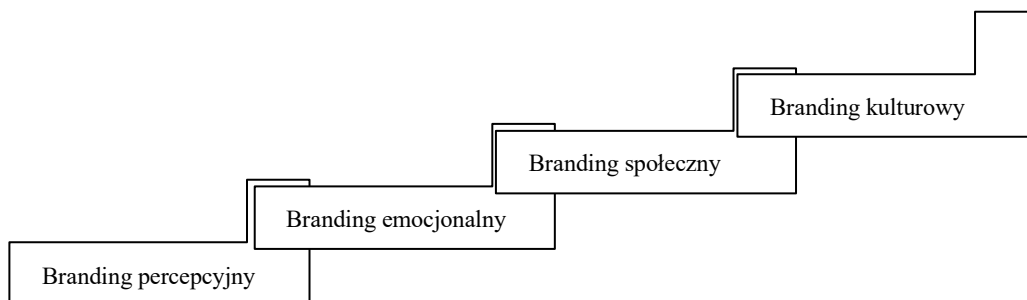 Branding kulturowy
Branding społeczny
Branding emocjonalny
Branding percepcyjny